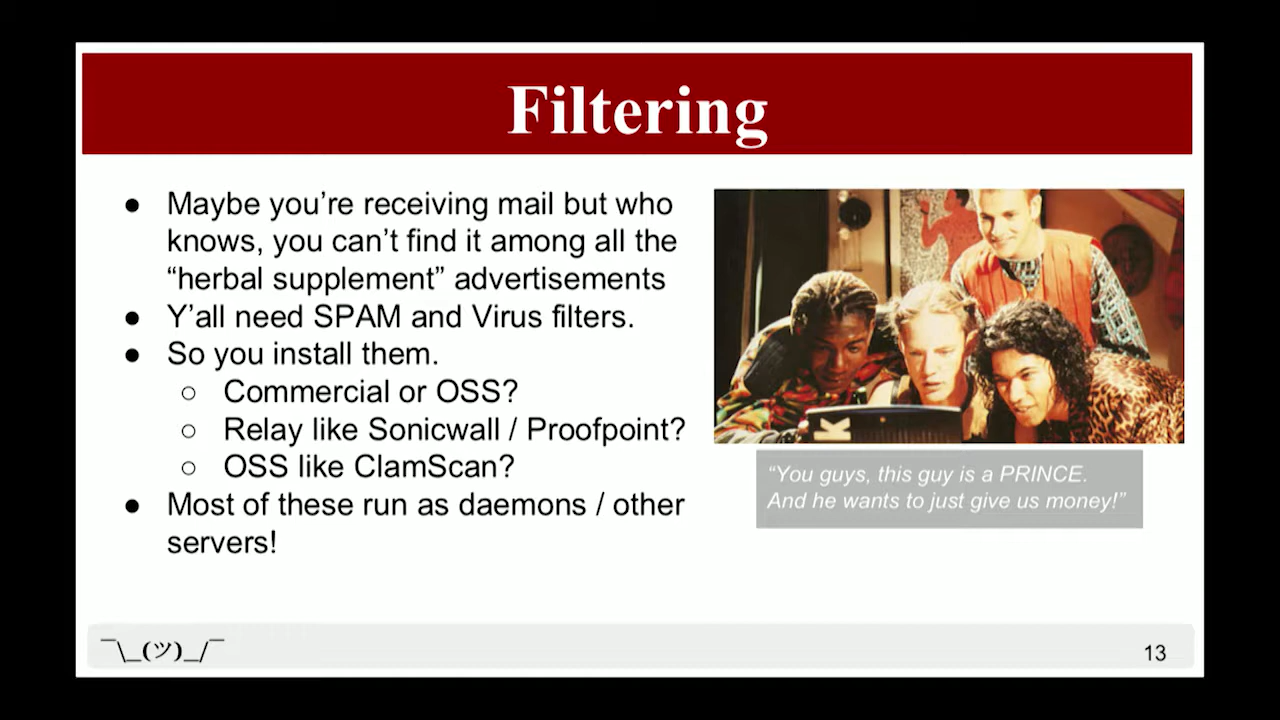 Filtering
● Maybe you’re receiving mail but who
knows, you can’t find it among all the
“herbal supplement” advertisements
● Y’all need SPAM and Virus filters.
● So you install them.
○ Commercial or OSS?
○ Relay like Sonicwall / Proofpoint?
○ OSS like ClamScan?
● Most of these run as daemons / other
servers!
K
“You guys, this guy is a PRINCE.
And he wants to just give us money!”
¯\_(ツ)_/¯
13